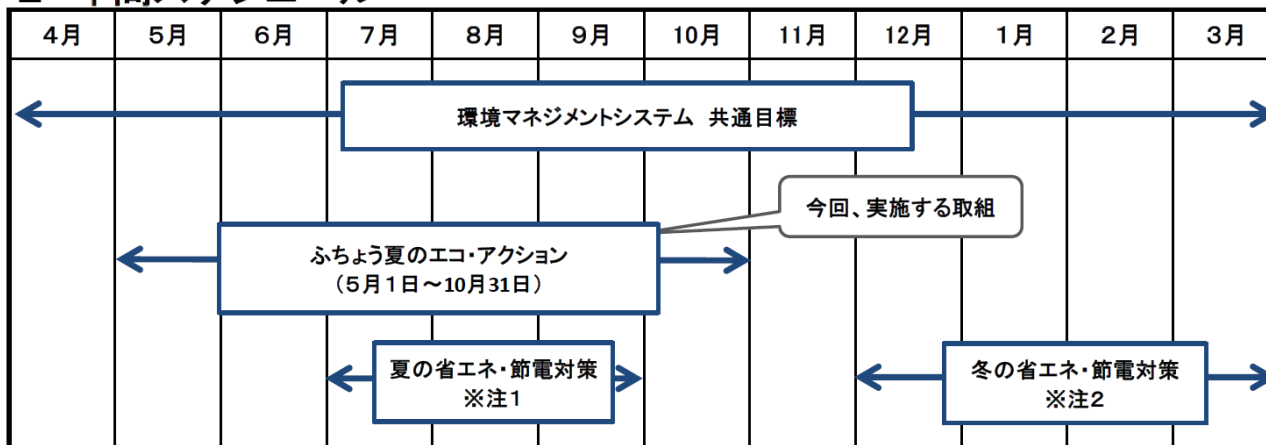 4月 5月 6月 7月 8月 9月 10月 11月 12月 1月 2月 3月
環境マネジメントシステム 共通目標
今回、実施する取組
ふちょう夏のエコ・アクション
（５月１日～10月31日）
夏の省エネ・節電対策
※注１
冬の省エネ・節電対策
※注２